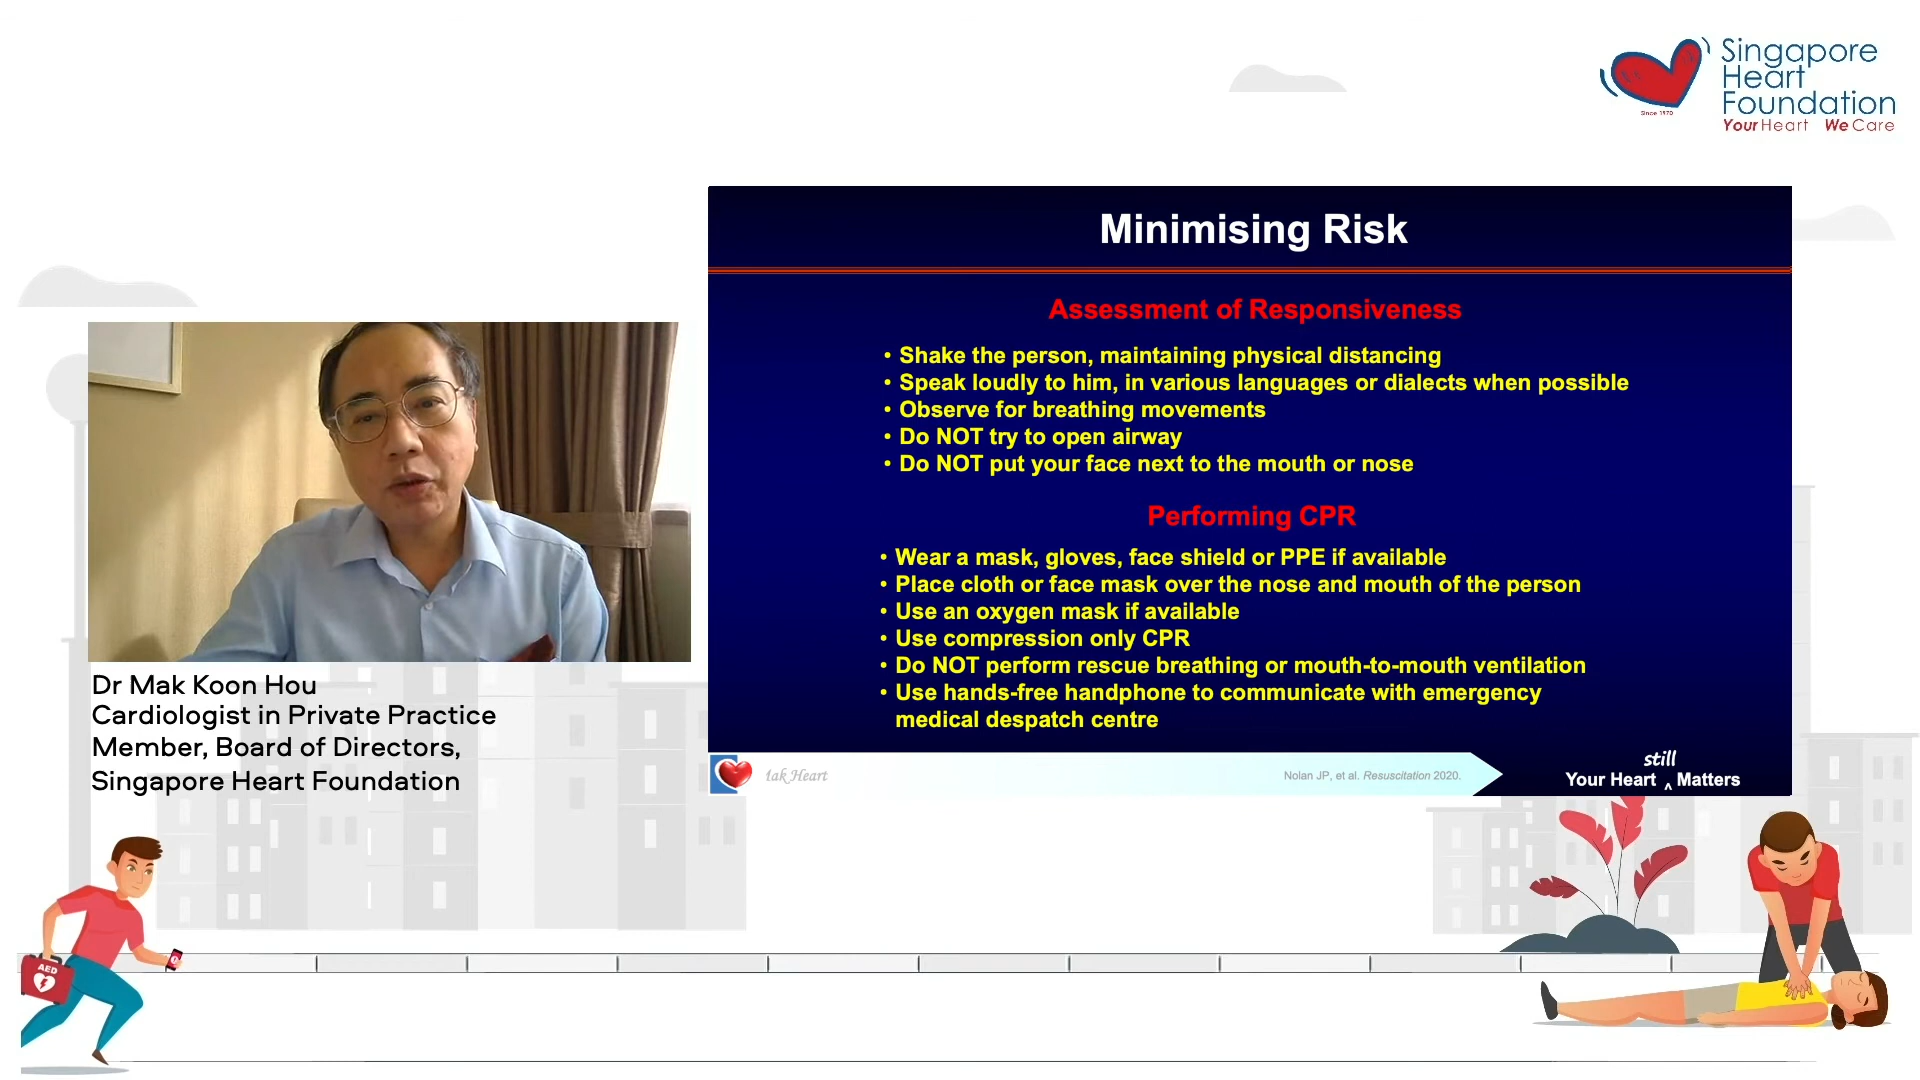 Singapore
Heart
Foundation
Your Heart We Care
Since 1970
Minimising Risk
Assessment of Responsiveness
• Shake the person, maintaining physical distancing
• Speak loudly to him, in various languages or dialects when possible
• Observe for breathing movements
• Do NOT try to open airway
• Do NOT put your face next to the mouth or nose
Performing CPR
• Wear a mask, gloves, face shield or PPE if available
• Place cloth or face mask over the nose and mouth of the person
• Use an oxygen mask if available
• Use compression only CPR
• Do NOT perform rescue breathing or mouth-to-mouth ventilation
• Use hands-free handphone to communicate with emergency
medical despatch centre
Heart
Nolan JP, et al. Resuscitation 2020.
still
Your Heart ^ Matters
Dr Mak Koon Hou
Cardiologist in Private Practice
Member, Board of Directors,
Singapore Heart Foundation
AED